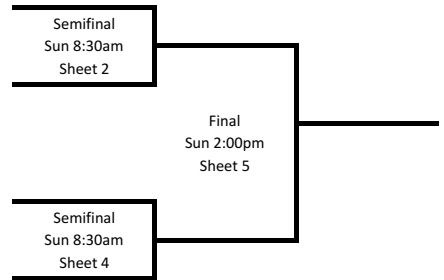 Semifinal
Sun 8:30am
Sheet 2
Final
Sun 2:00pm
Sheet 5
Semifinal
Sun 8:30am
Sheet 4